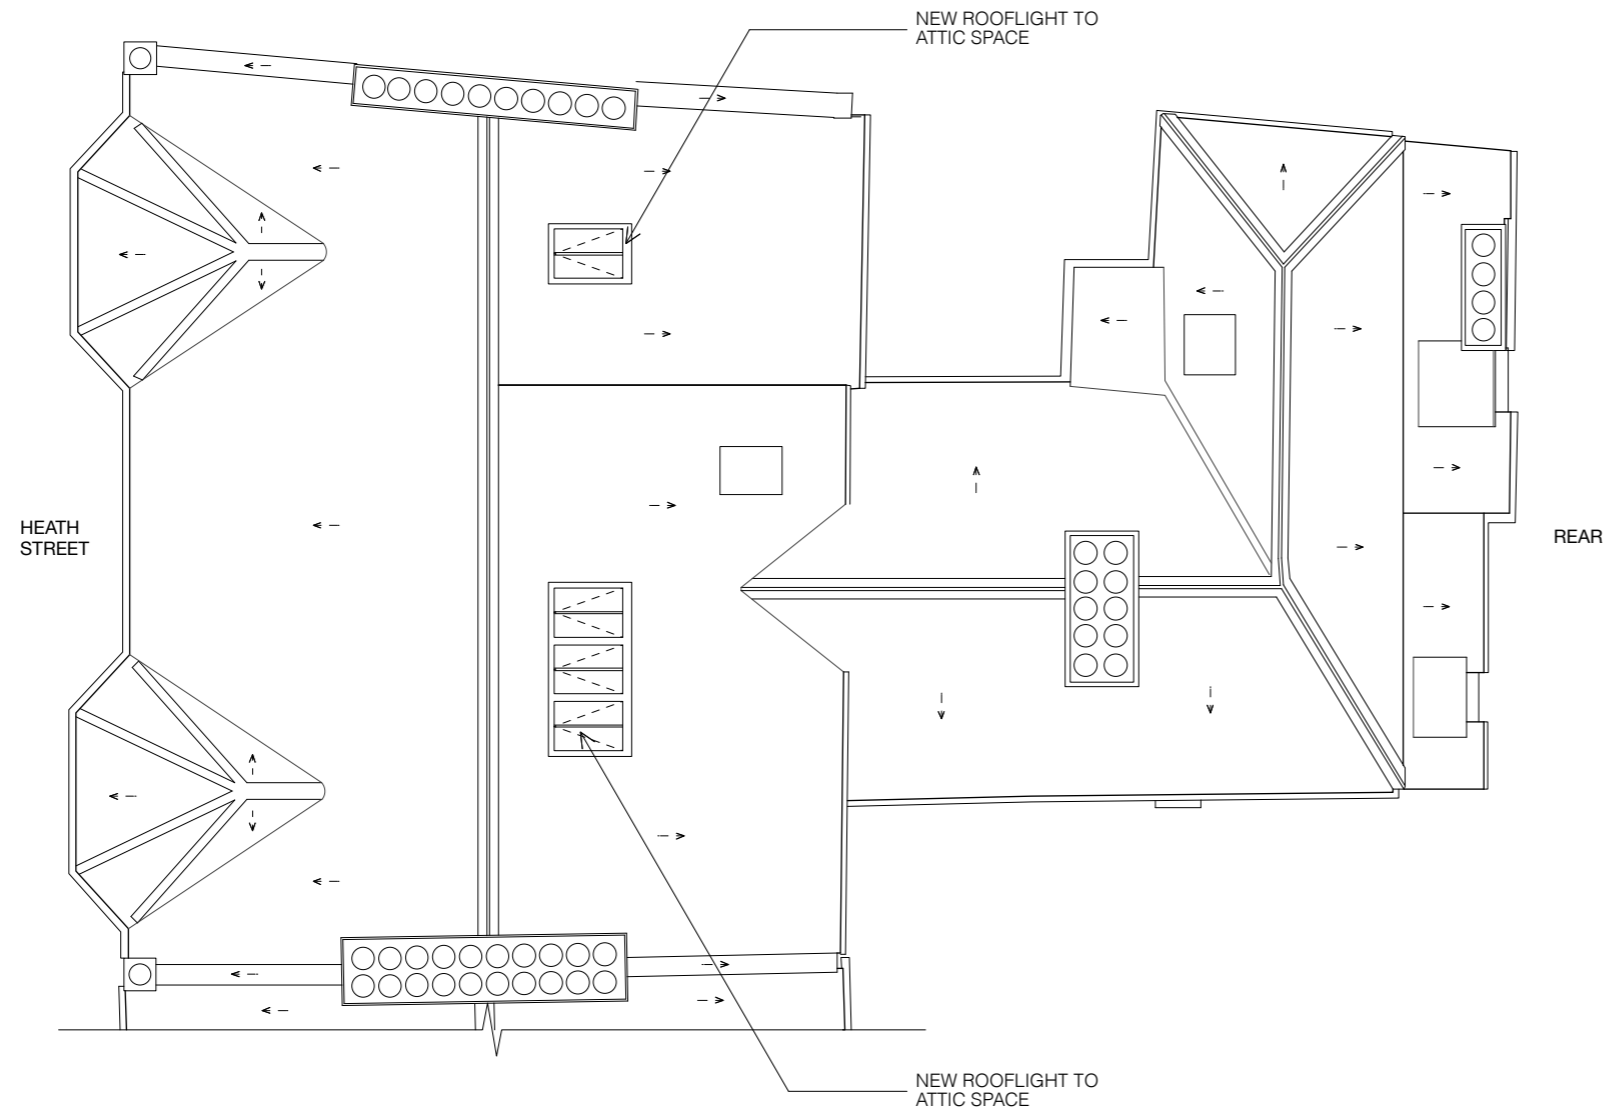 NEW ROOFLIGHT TO
ATTIC SPACE
HEATH
STREET
REAR
NEW ROOFLIGHT TO
ATTIC SPACE